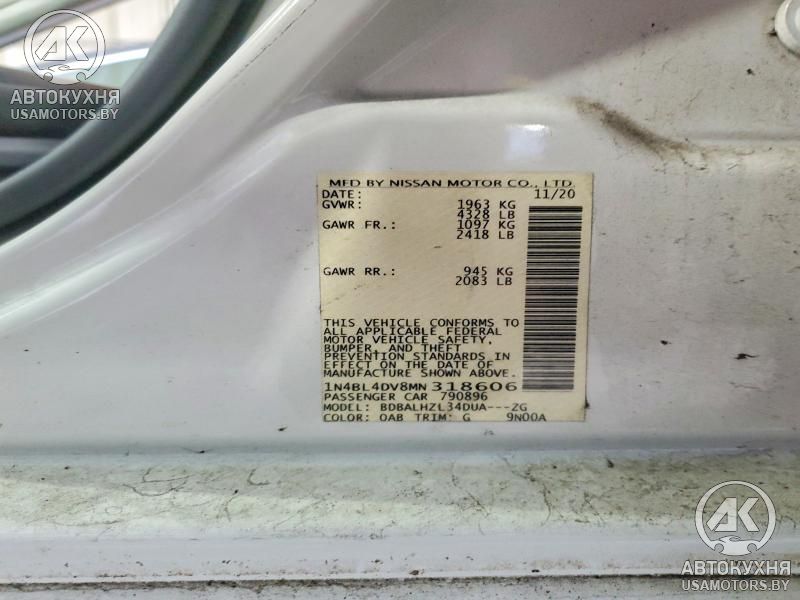 АК
АВТОКУХНЯ
USAMOTORS.BY
MFD BY NISSAN MOTOR CO., LTD.
DATE: 11/20
GVWR: 1963 KG
4328 LB
GAWR FR.: 1097 KG
2418 LB
GAWR RR.: 945 KG
2083 LB
THIS VEHICLE CONFORMS TO
ALL APPLICABLE FEDERAL
MOTOR VEHICLE SAFETY,
BUMPER, AND THEFT
PREVENTION STANDARDS IN
EFFECT ON THE DATE OF
MANUFACTURE SHOWN ABOVE.
1N4BL4DV8MN318606
PASSENGER CAR 790896
MODEL: BDBALHZL34DUA---ZG
COLOR: QAB TRIM: G 9N00A
АК
АВТОКУХНЯ
USAMOTORS.BY